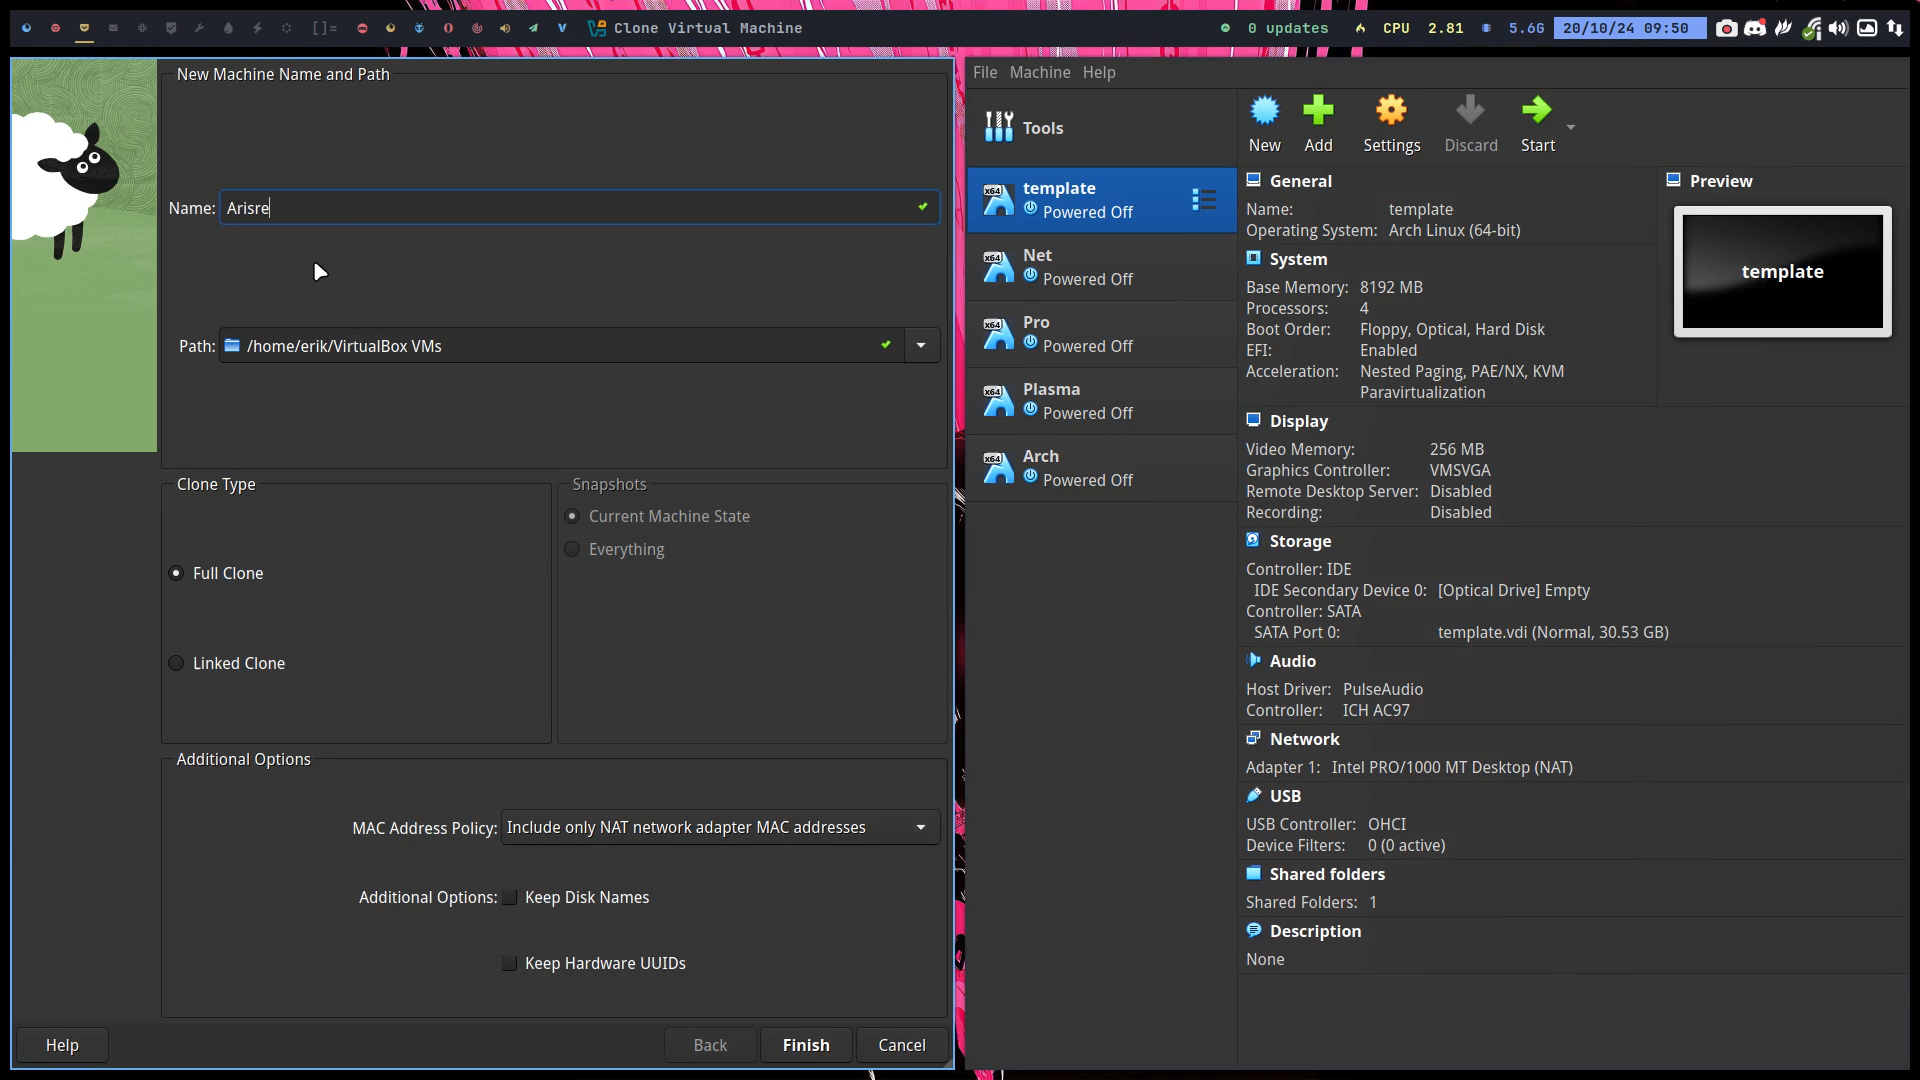 []= Clone Virtual Machine 0 updates CPU 2.81 5.6G 20/10/24 09:50
New Machine Name and Path
Name: Arisre
Path: /home/erik/VirtualBox VMs
Clone Type
Full Clone
Linked Clone
Snapshots
Current Machine State
Everything
Additional Options
MAC Address Policy: Include only NAT network adapter MAC addresses
Additional Options: Keep Disk Names
Keep Hardware UUIDs
Help Back Finish Cancel
File Machine Help
Tools
x64 template
Powered Off
x64 Net
Powered Off
x64 Pro
Powered Off
x64 Plasma
Powered Off
x64 Arch
Powered Off
New Add Settings Discard Start
General
Name: template
Operating System: Arch Linux (64-bit)
System
Base Memory: 8192 MB
Processors: 4
Boot Order: Floppy, Optical, Hard Disk
EFI: Enabled
Acceleration: Nested Paging, PAE/NX, KVM
Paravirtualization
Preview
template
Display
Video Memory: 256 MB
Graphics Controller: VMSVGA
Remote Desktop Server: Disabled
Recording: Disabled
Storage
Controller: IDE
IDE Secondary Device 0: [Optical Drive] Empty
Controller: SATA
SATA Port 0: template.vdi (Normal, 30.53 GB)
Audio
Host Driver: PulseAudio
Controller: ICH AC97
Network
Adapter 1: Intel PRO/1000 MT Desktop (NAT)
USB
USB Controller: OHCI
Device Filters: 0 (0 active)
Shared folders
Shared Folders: 1
Description
None